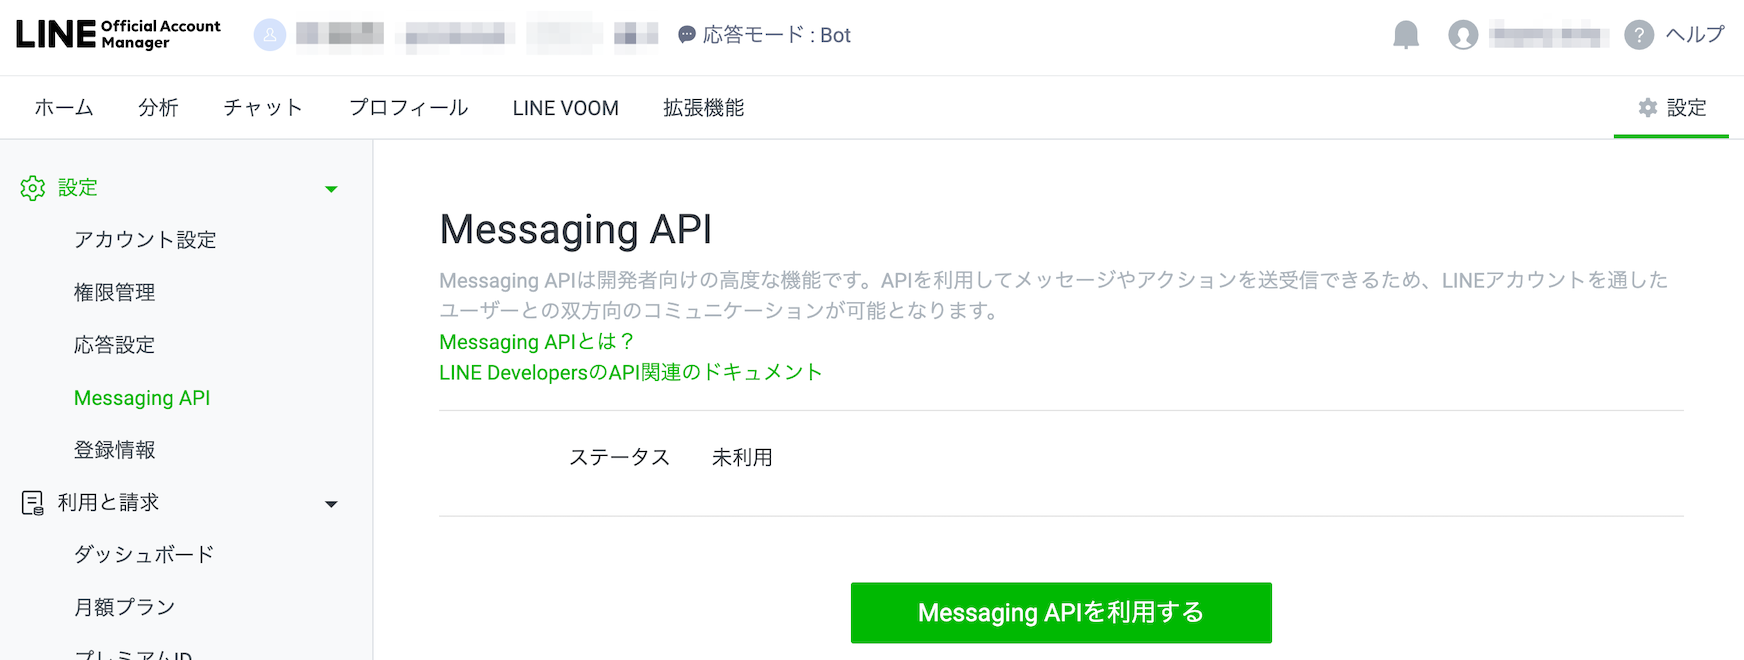 LINE Official Account Manager
応答モード : Bot
ヘルプ
ホーム 分析 チャット プロフィール LINE VOOM 拡張機能 設定
設定
アカウント設定
権限管理
応答設定
Messaging API
登録情報
利用と請求
ダッシュボード
月額プラン
プレミアムID
Messaging API
Messaging APIは開発者向けの高度な機能です。APIを利用してメッセージやアクションを送受信できるため、LINEアカウントを通した
ユーザーとの双方向のコミュニケーションが可能となります。
Messaging APIとは？
LINE DevelopersのAPI関連のドキュメント
ステータス 未利用
Messaging APIを利用する